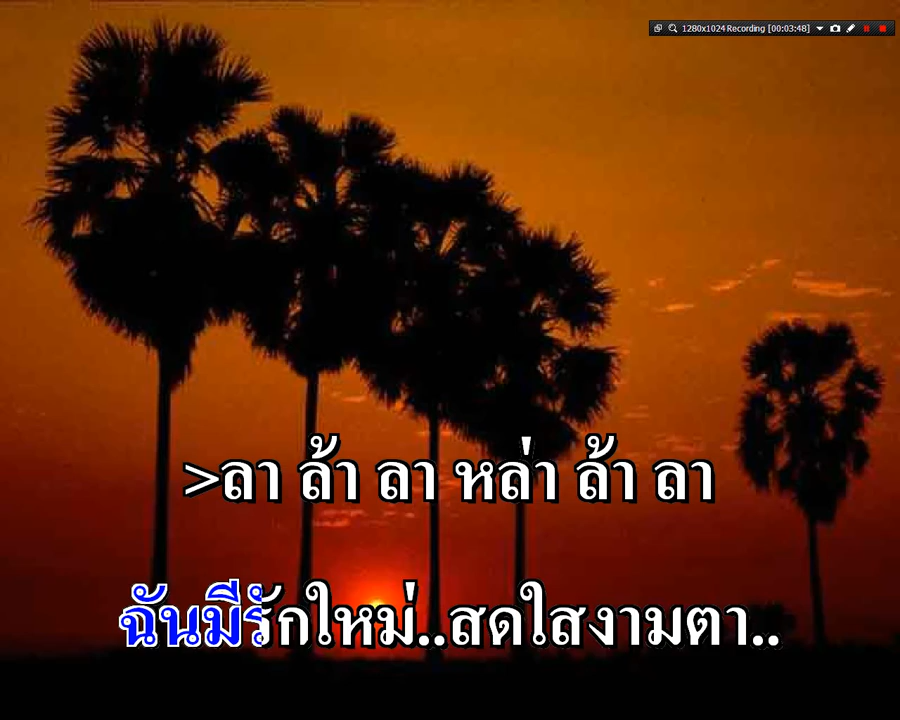 1280x1024 Recording [00:03:48]
>ลา ล้า ลา หล่า ล้า ลา
ฉันมีรักใหม่..สดใสงามตา..